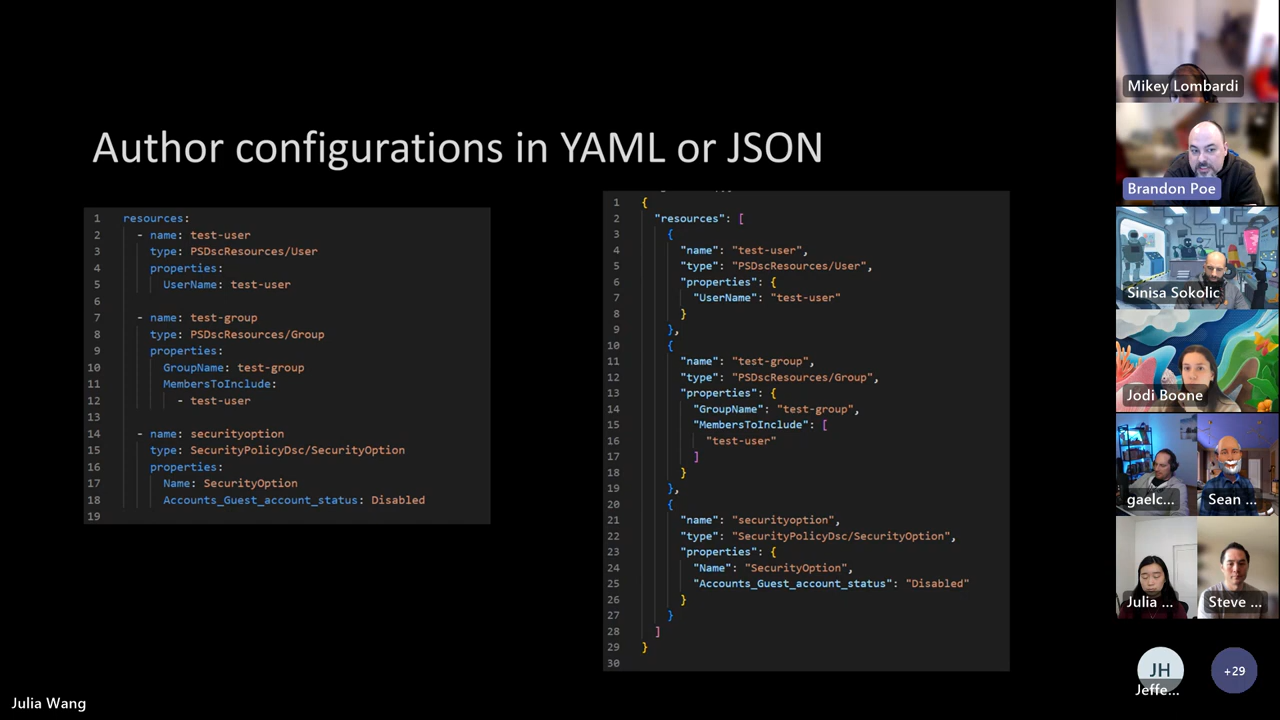 Author configurations in YAML or JSON
1 resources:
2 - name: test-user
3 type: PSDscResources/User
4 properties:
5 UserName: test-user
6
7 - name: test-group
8 type: PSDscResources/Group
9 properties:
10 GroupName: test-group
11 MembersToInclude:
12 - test-user
13
14 - name: securityoption
15 type: SecurityPolicyDsc/SecurityOption
16 properties:
17 Name: SecurityOption
18 Accounts_Guest_account_status: Disabled
19
1 {
2 "resources": [
3 {
4 "name": "test-user",
5 "type": "PSDscResources/User",
6 "properties": {
7 "UserName": "test-user"
8 }
9 },
10 {
11 "name": "test-group",
12 "type": "PSDscResources/Group",
13 "properties": {
14 "GroupName": "test-group",
15 "MembersToInclude": [
16 "test-user"
17 ]
18 }
19 },
20 {
21 "name": "securityoption",
22 "type": "SecurityPolicyDsc/SecurityOption",
23 "properties": {
24 "Name": "SecurityOption",
25 "Accounts_Guest_account_status": "Disabled"
26 }
27 }
28 ]
29 }
30
Mikey Lombardi
Brandon Poe
Sinisa Sokolic
Jodi Boone
gaelc...
Sean ...
Julia ...
Steve ...
JH
Jeffe...
+29
Julia Wang